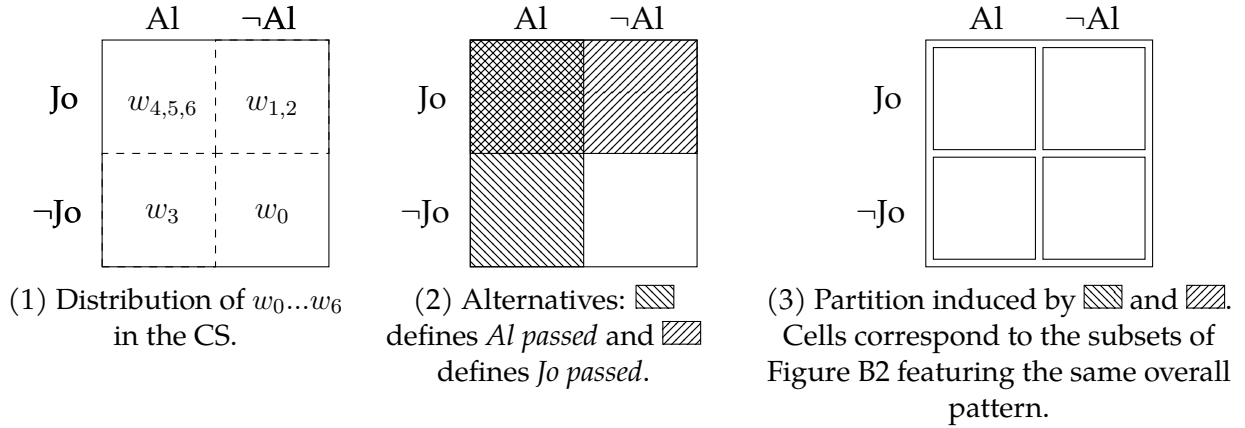 Al ¬Al
Jo w4,5,6 w1,2
¬Jo w3 w0
(1) Distribution of w0...w6
in the CS.
Al ¬Al
Jo
¬Jo
(2) Alternatives:
defines Al passed and
defines Jo passed.
Al ¬Al
Jo
¬Jo
(3) Partition induced by and .
Cells correspond to the subsets of
Figure B2 featuring the same overall
pattern.